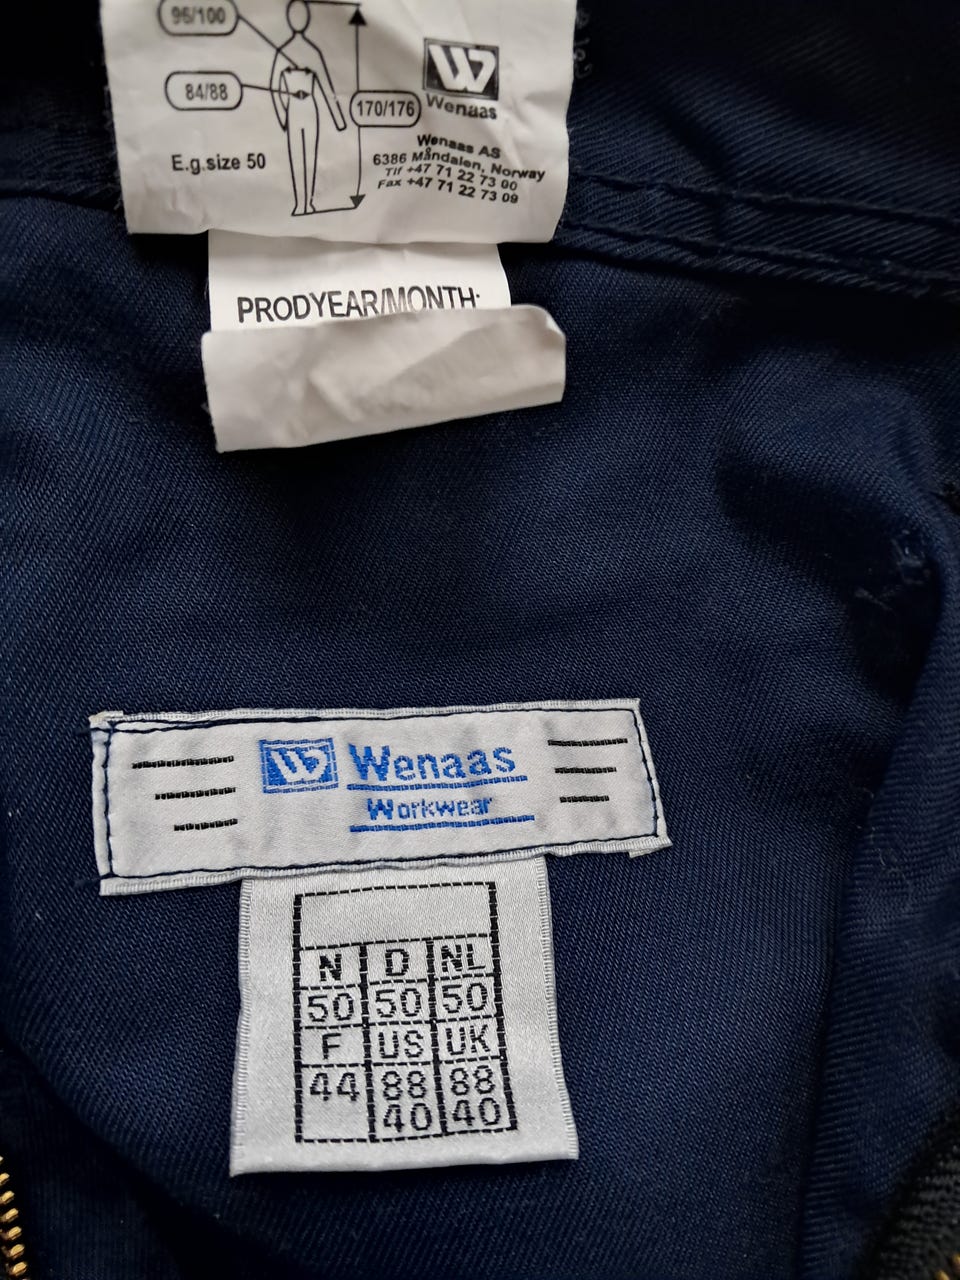 96/100
84/88
170/176
E.g.size 50
Wenaas
Wenaas AS
6386 Måndalen, Norway
Tlf +47 71 22 73 00
Fax +47 71 22 73 09
PRODYEAR/MONTH:
Wenaas
Workwear
N D NL
50 50 50
F US UK
44 88 88
40 40